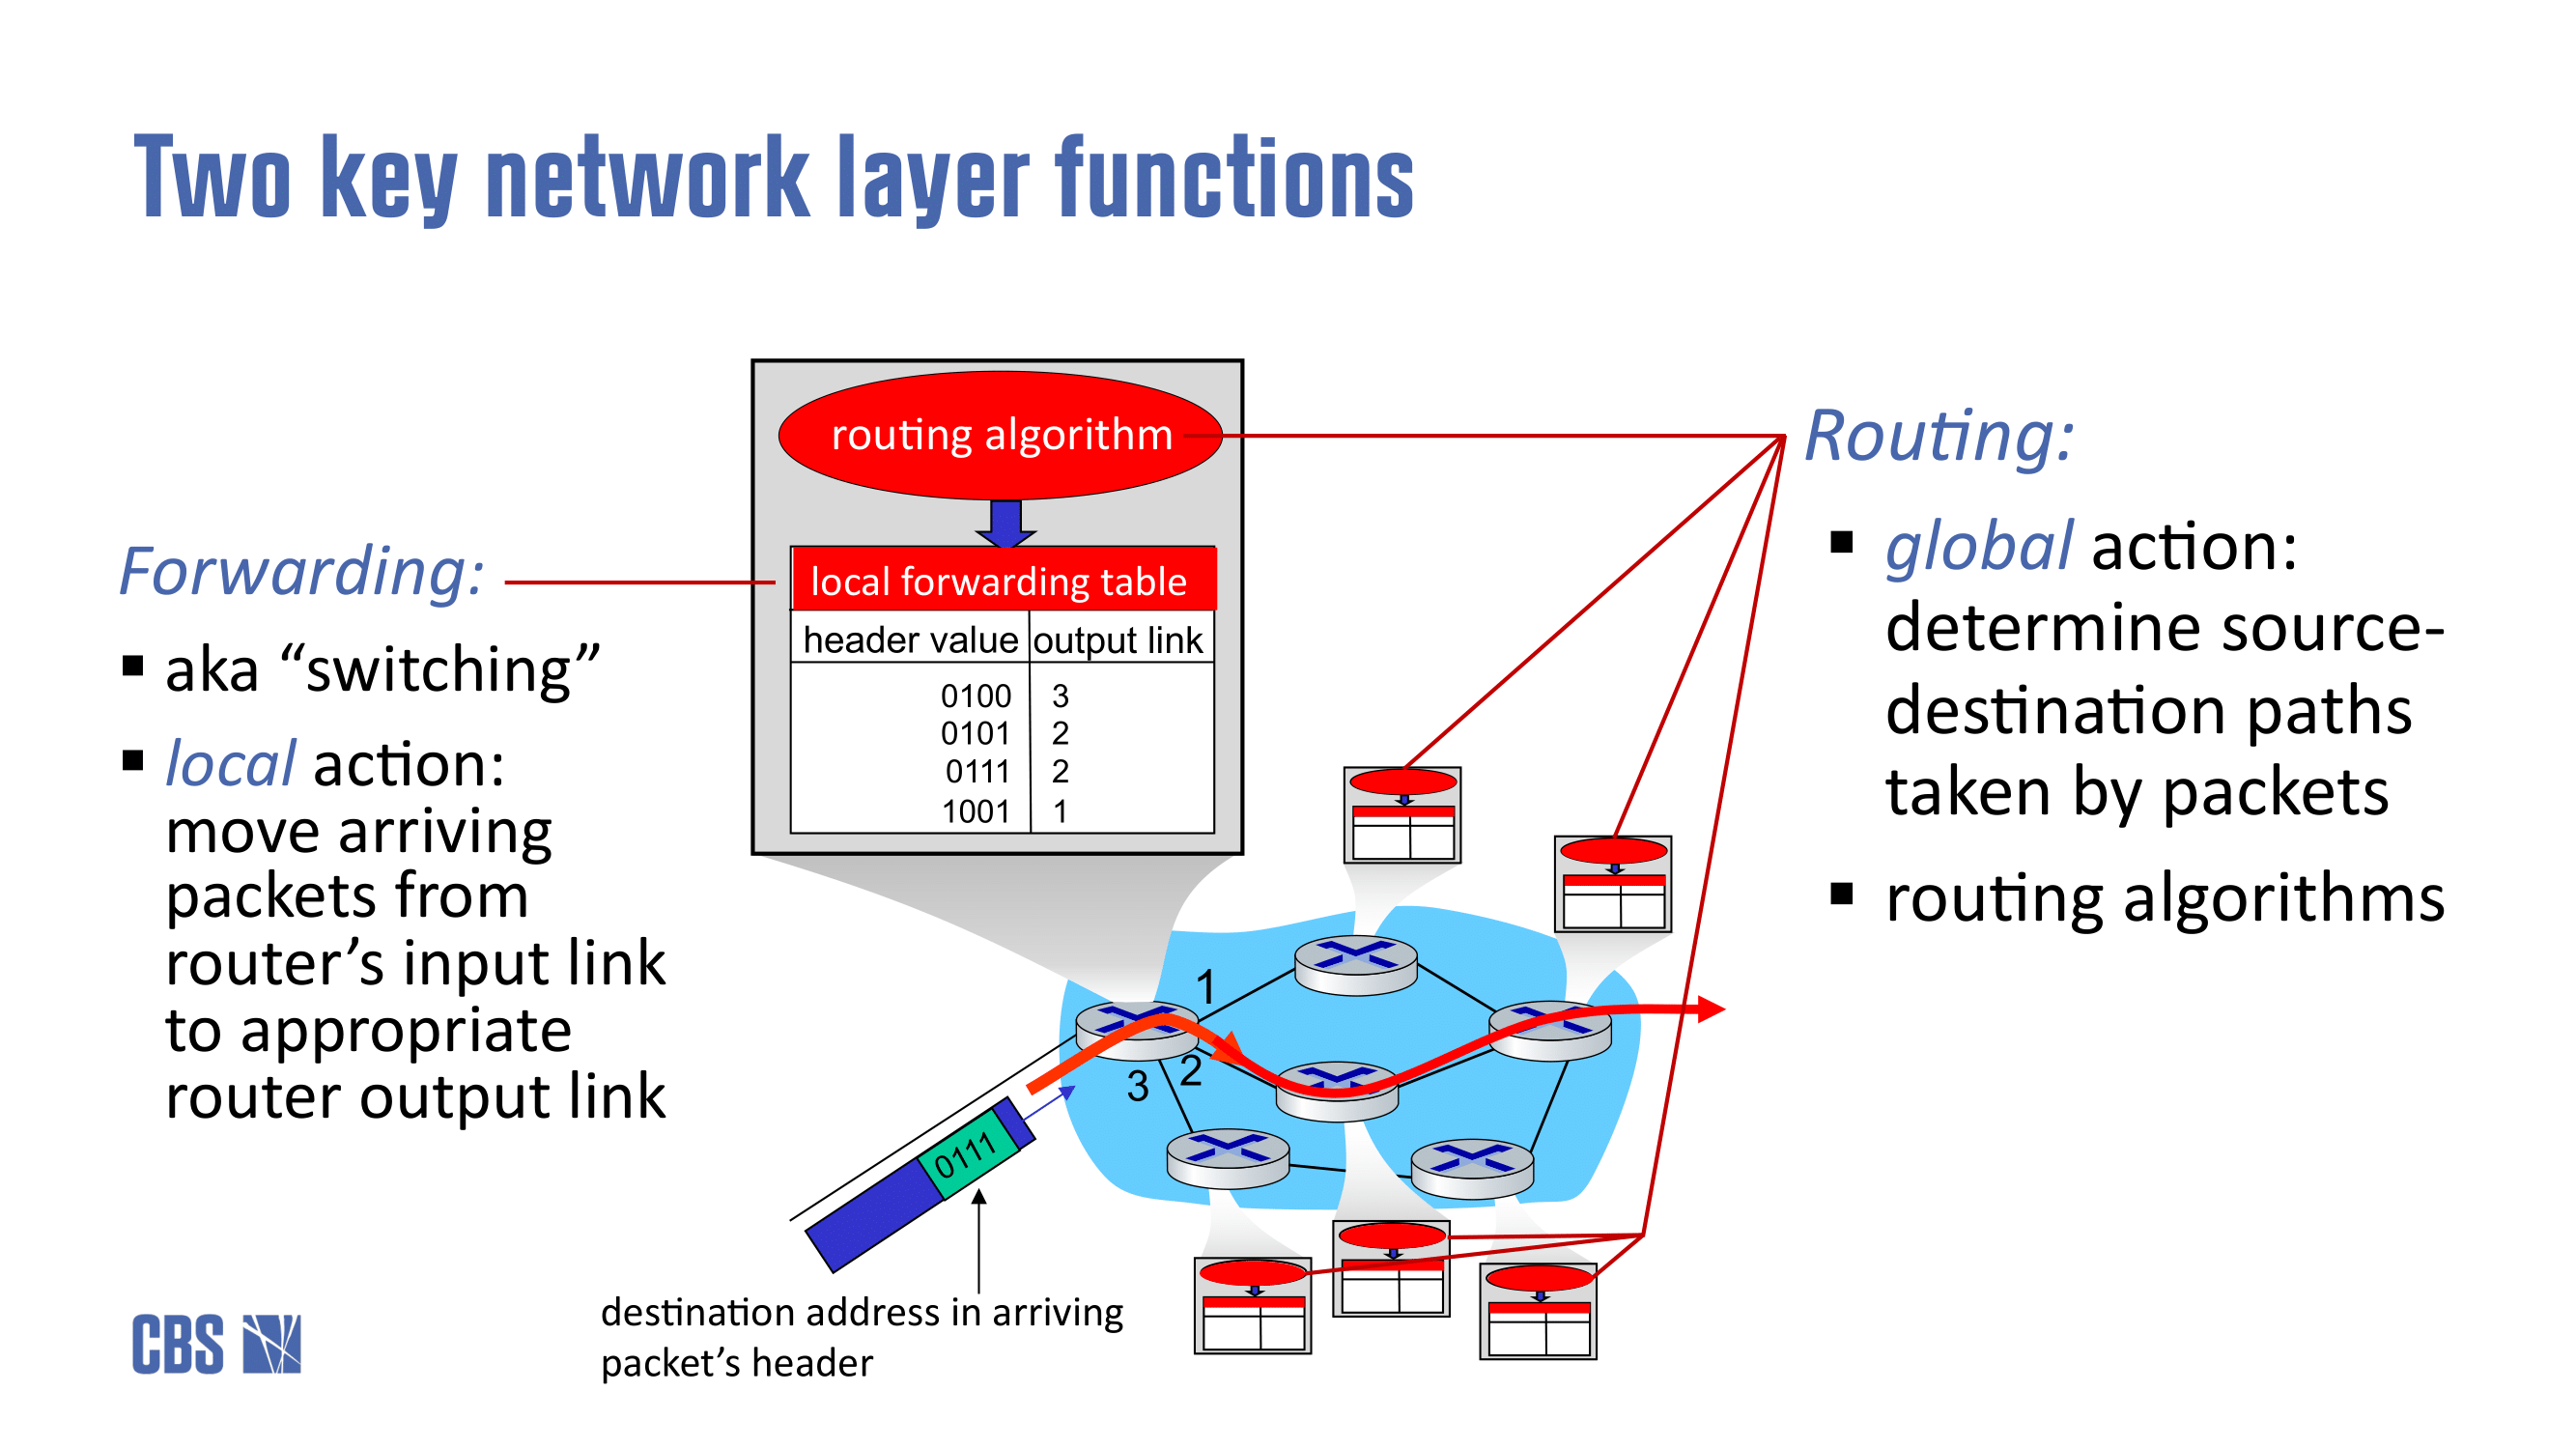 Two key network layer functions
Forwarding:
▪ aka “switching”
▪ local action:
move arriving
packets from
router’s input link
to appropriate
router output link
routing algorithm
local forwarding table
header value output link
0100 3
0101 2
0111 2
1001 1
1
2
3
0111
destination address in arriving
packet’s header
Routing:
▪ global action:
determine source-
destination paths
taken by packets
▪ routing algorithms
CBS